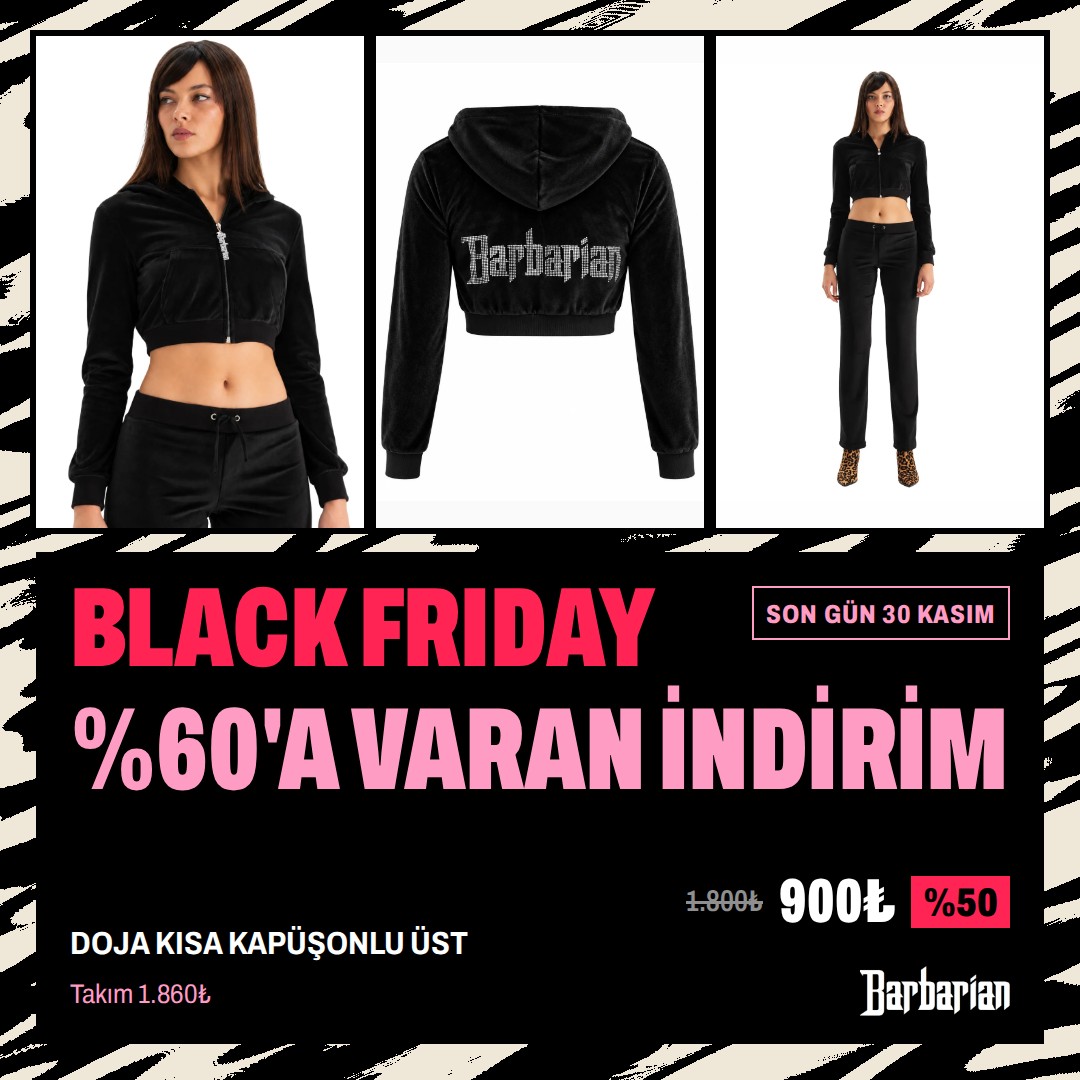 Barbarian
BLACK FRIDAY
SON GÜN 30 KASIM
%60'A VARAN İNDİRİM
1.800₺ 900₺ %50
DOJA KISA KAPÜŞONLU ÜST
Takım 1.860₺
Barbarian